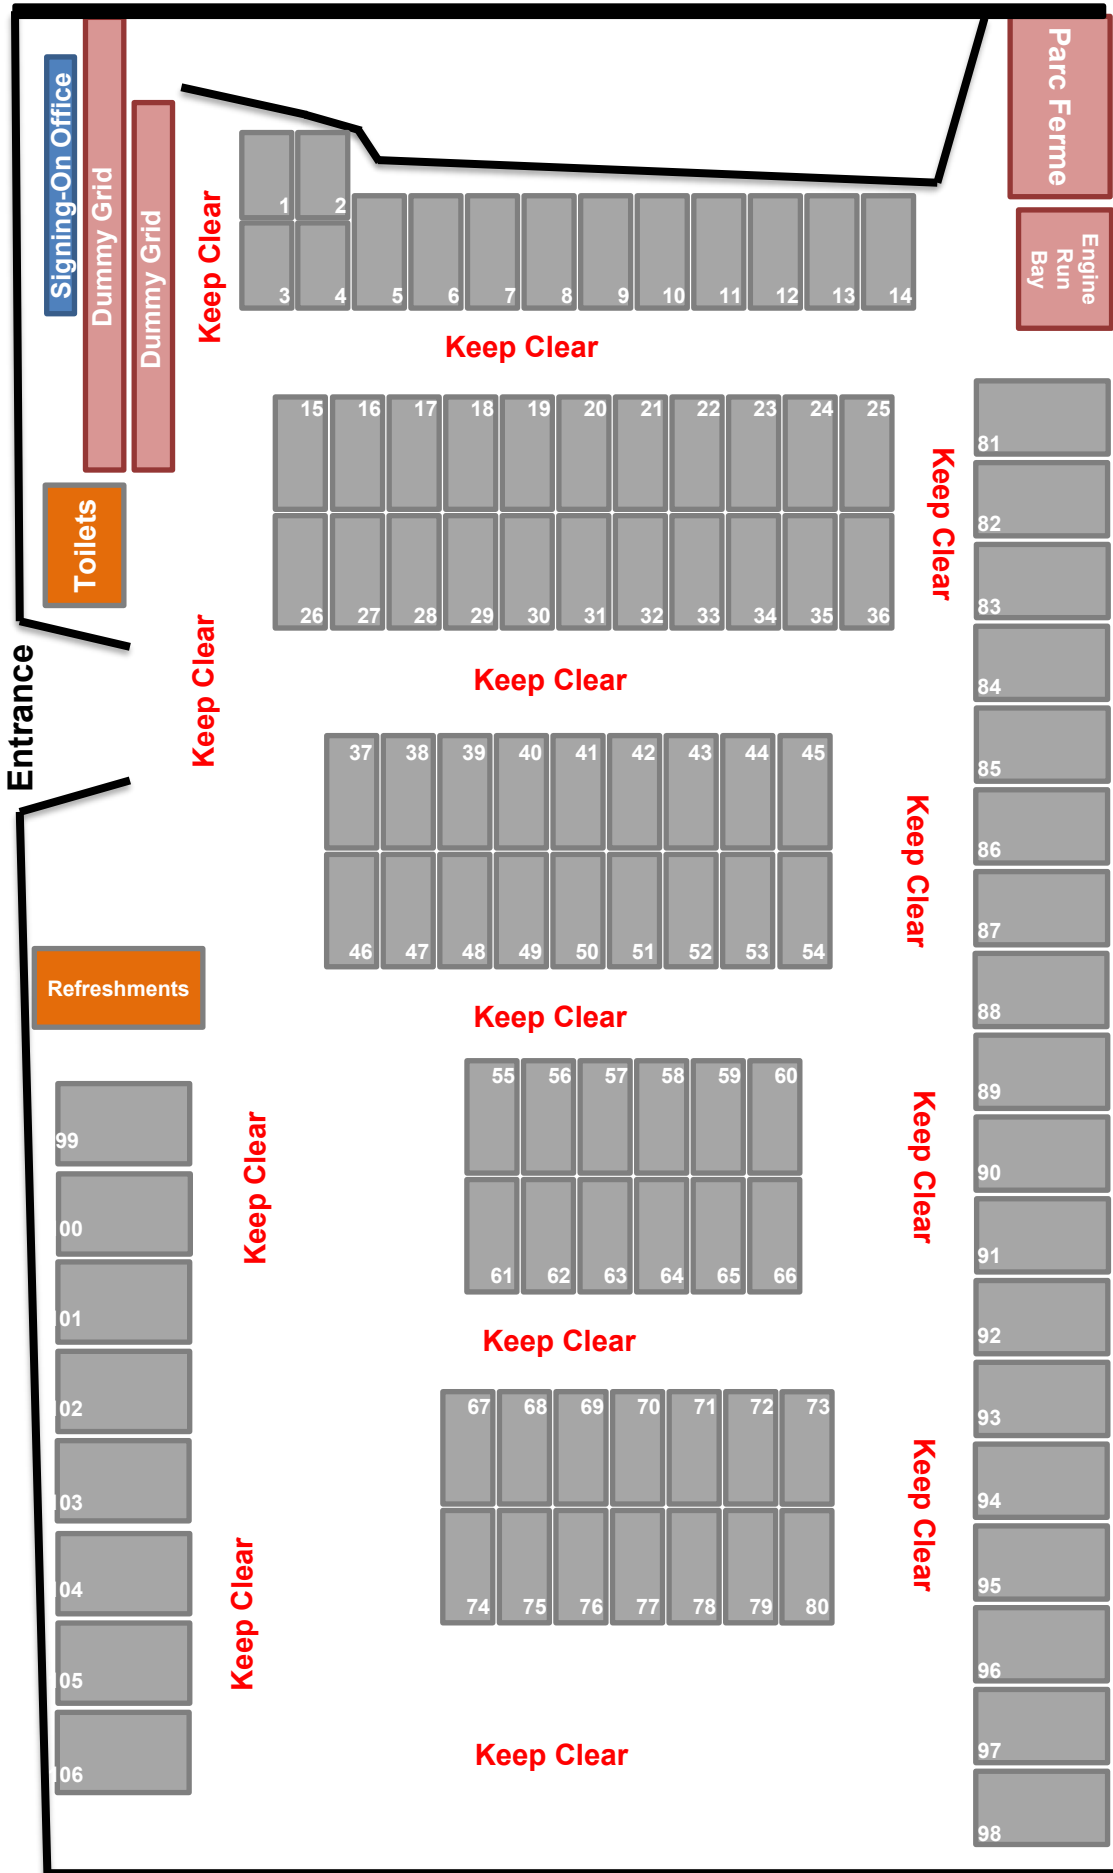 Parc Ferme
Signing-On Office
Dummy Grid
Dummy Grid
Keep Clear
1 2
3 4 5 6 7 8 9 10 11 12 13 14
Engine
Run
Bay
Keep Clear
15 16 17 18 19 20 21 22 23 24 25
26 27 28 29 30 31 32 33 34 35 36
Keep Clear
Toilets
Entrance
Keep Clear
Keep Clear
37 38 39 40 41 42 43 44 45
46 47 48 49 50 51 52 53 54
Keep Clear
Refreshments
Keep Clear
55 56 57 58 59 60
61 62 63 64 65 66
Keep Clear
Keep Clear
Keep Clear
67 68 69 70 71 72 73
74 75 76 77 78 79 80
Keep Clear
Keep Clear
Keep Clear
81
82
83
84
85
86
87
88
89
90
91
92
93
94
95
96
97
98
99
00
01
02
03
04
05
06